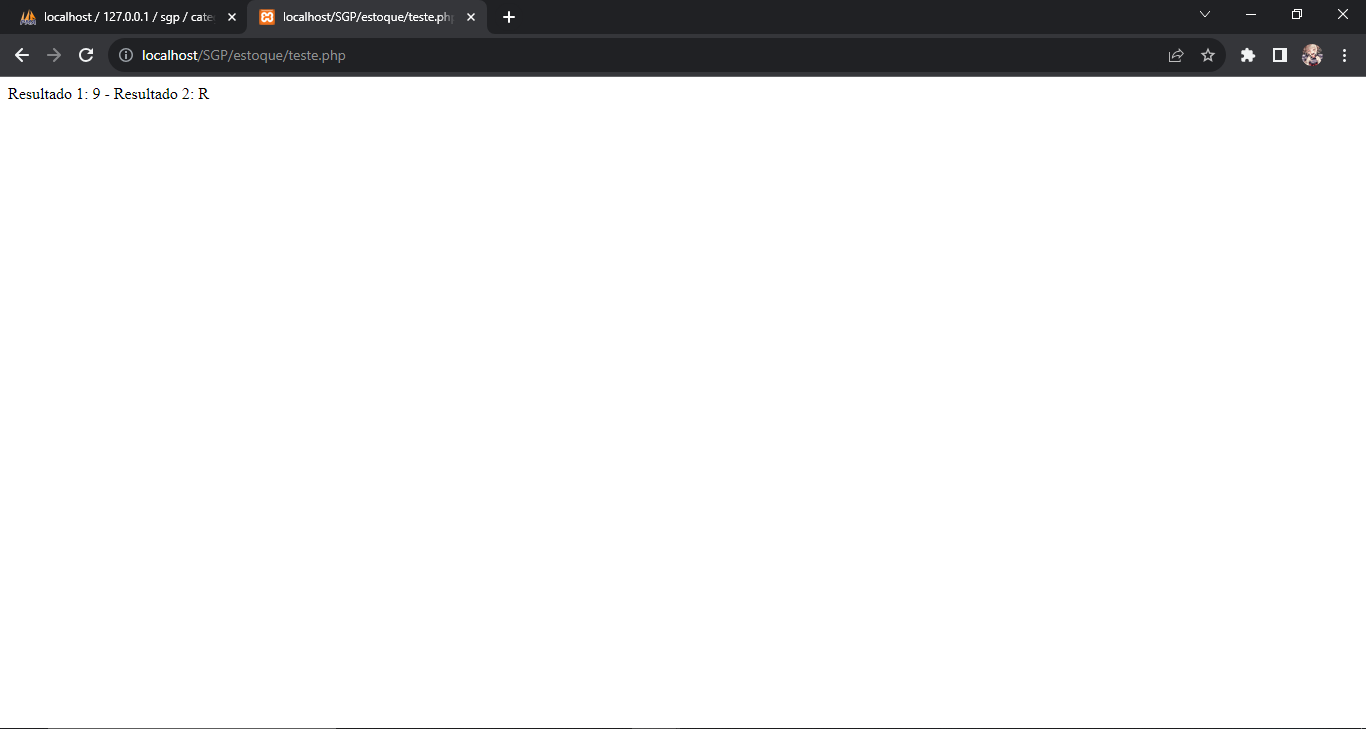 localhost / 127.0.0.1 / sgp / cate
localhost/SGP/estoque/teste.php
localhost/SGP/estoque/teste.php
Resultado 1: 9 - Resultado 2: R